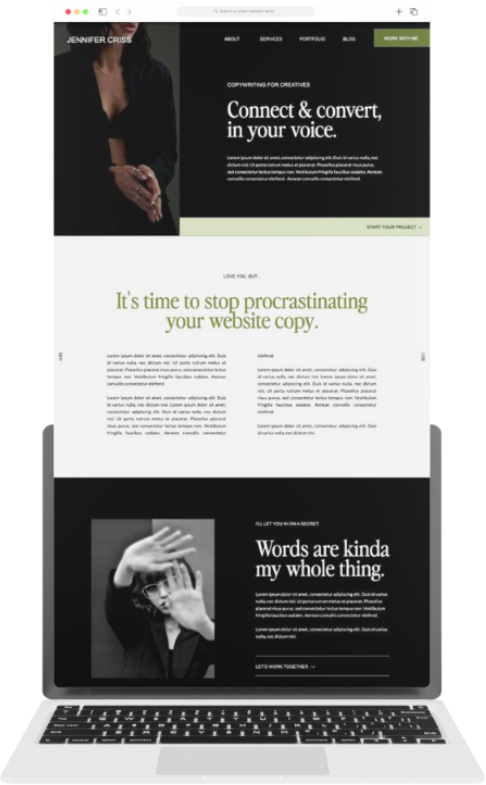 JENNIFER CRISS
ABOUT
SERVICES
PORTFOLIO
BLOG
WORK WITH ME
COPYWRITING FOR CREATIVES
Connect & convert,
in your voice.
Lorem ipsum dolor sit amet, consectetur adipiscing elit. Duis id varius nulla, nec
dictum nisl. Ut porta rutrum metus et placerat. Phasellus placerat risus purus,
sed consectetur lectus tempus non. Vestibulum fringilla faucibus sodales. Aenean
convallis consectetur eleifend. Aenean convallis consectetur eleifend.
START YOUR PROJECT →
LOVE YOU, BUT..
It's time to stop procrastinating
your website copy.
Lorem ipsum dolor sit amet, consectetur adipiscing elit. Duis
id varius nulla, nec dictum nisl. Ut porta rutrum metus et
placerat. Phasellus placerat risus purus, sed consectetur lectus
tempus non. Vestibulum fringilla faucibus sodales. Aenean
convallis consectetur eleifend.
Lorem ipsum dolor sit amet, consectetur adipiscing elit. Duis
id varius nulla, nec dictum nisl. Lorem ipsum dolor sit amet,
consectetur adipiscing elit. Duis id varius nulla, nec dictum
nisl. Ut porta rutrum metus et placerat. Phasellus placerat
risus purus, sed consectetur lectus tempus non. Vestibulum
fringilla faucibus sodales. Aenean convallis consectetur
eleifend.
Lorem ipsum dolor sit amet, consectetur adipiscing elit. Duis
id varius nulla, nec dictum nisl. Lorem ipsum dolor sit amet,
consectetur adipiscing elit. Duis id varius nulla, nec dictum
nisl. Ut porta rutrum metus et placerat. Phasellus placerat
risus purus, sed consectetur lectus tempus non. Vestibulum
fringilla faucibus sodales. Aenean convallis consectetur
eleifend.
Lorem ipsum dolor sit amet, consectetur adipiscing elit. Duis
id varius nulla, nec dictum nisl.
I'LL LET YOU IN ON A SECRET:
Words are kinda
my whole thing.
Lorem ipsum dolor sit amet, consectetur adipiscing elit. Duis id varius
nulla, nec dictum nisl. Ut porta rutrum metus et placerat. Phasellus
placerat risus purus, sed consectetur lectus tempus non. Vestibulum
fringilla faucibus sodales. Aenean convallis consectetur eleifend.
Lorem ipsum dolor sit amet, consectetur adipiscing elit. Duis id varius
nulla, nec dictum nisl.
LET'S WORK TOGETHER →